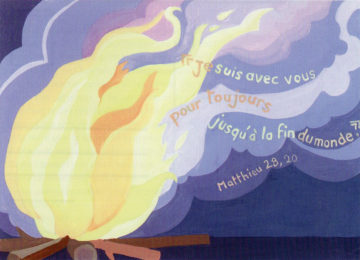 "Je suis avec vous
pour toujours
jusqu'à la fin du monde."
Matthieu 28, 20